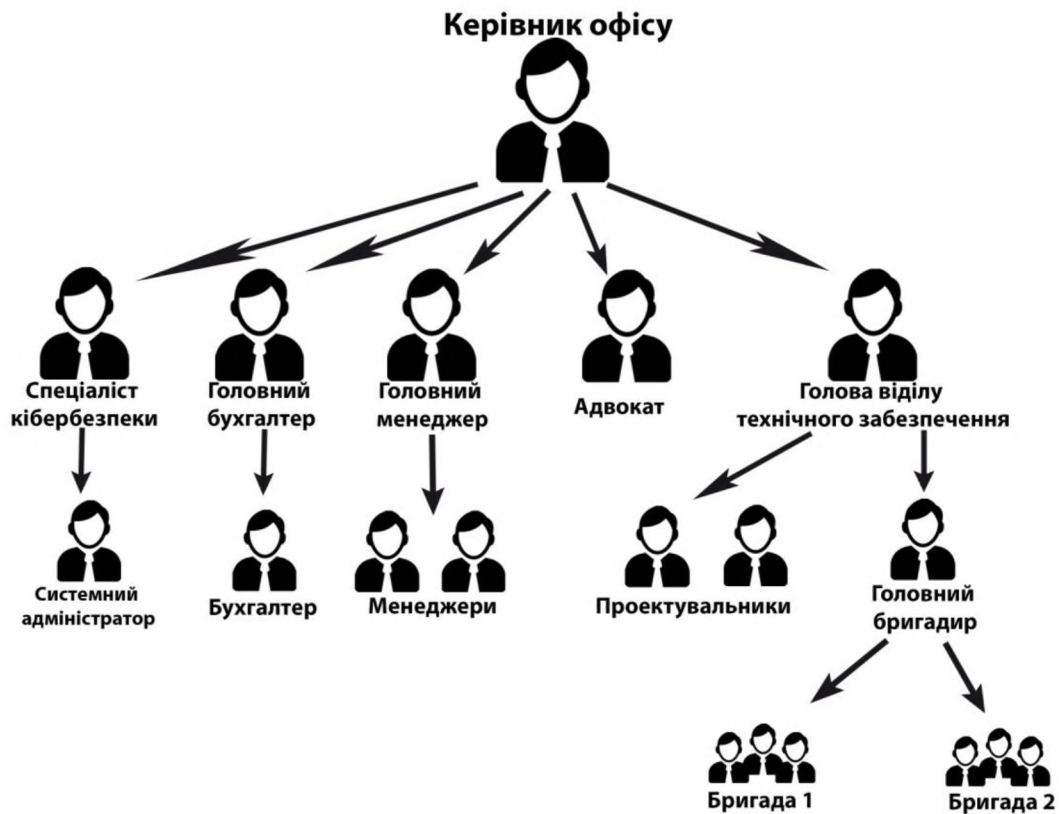 Керівник офісу
Спеціаліст
кібербезпеки
Головний
бухгалтер
Головний
менеджер
Адвокат
Голова віділу
технічного забезпечення
Системний
адміністратор
Бухгалтер
Менеджери
Проектувальники
Головний
бригадир
Бригада 1
Бригада 2